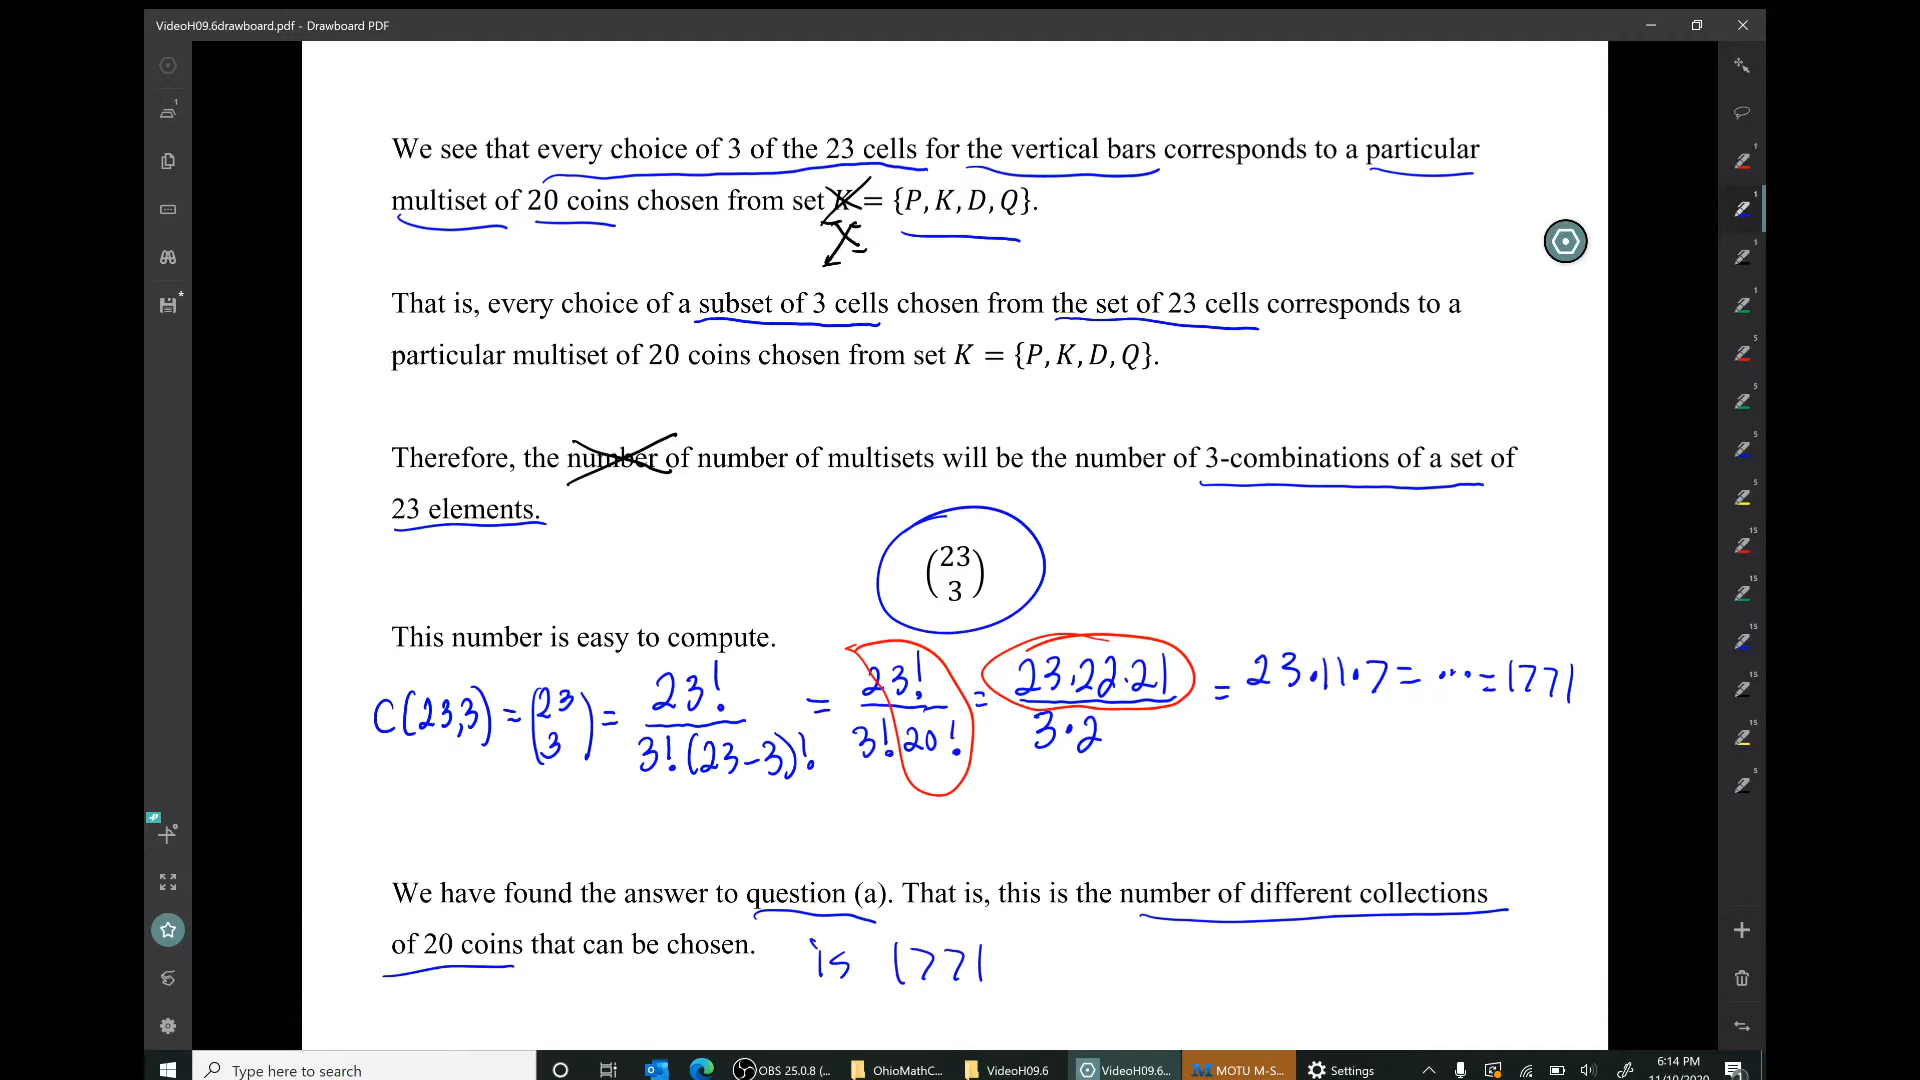 VideoH09.6drawboard.pdf - Drawboard PDF
We see that every choice of 3 of the 23 cells for the vertical bars corresponds to a particular
multiset of 20 coins chosen from set K = {P, K, D, Q}.
X
That is, every choice of a subset of 3 cells chosen from the set of 23 cells corresponds to a
particular multiset of 20 coins chosen from set K = {P, K, D, Q}.
Therefore, the number of number of multisets will be the number of 3-combinations of a set of
23 elements.
(23
3)
This number is easy to compute.
C(23,3) = (23 3) = 23! / 3!(23-3)! = 23! / 3!20! = 23·22·21 / 3·2 = 23·11·7 = ··· = 1771
We have found the answer to question (a). That is, this is the number of different collections
of 20 coins that can be chosen. is 1771
Type here to search OBS 25.0.8 (... OhioMathC... VideoH09.6 VideoH09.6... MOTU M-S... Settings 6:14 PM
11/10/2020